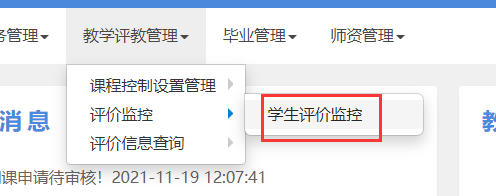 务管理 教学评教管理 毕业管理 师资管理
课程控制设置管理
消息
评价监控 学生评价监控
教
评价信息查询
课申请待审核！2021-11-19 12:07:41